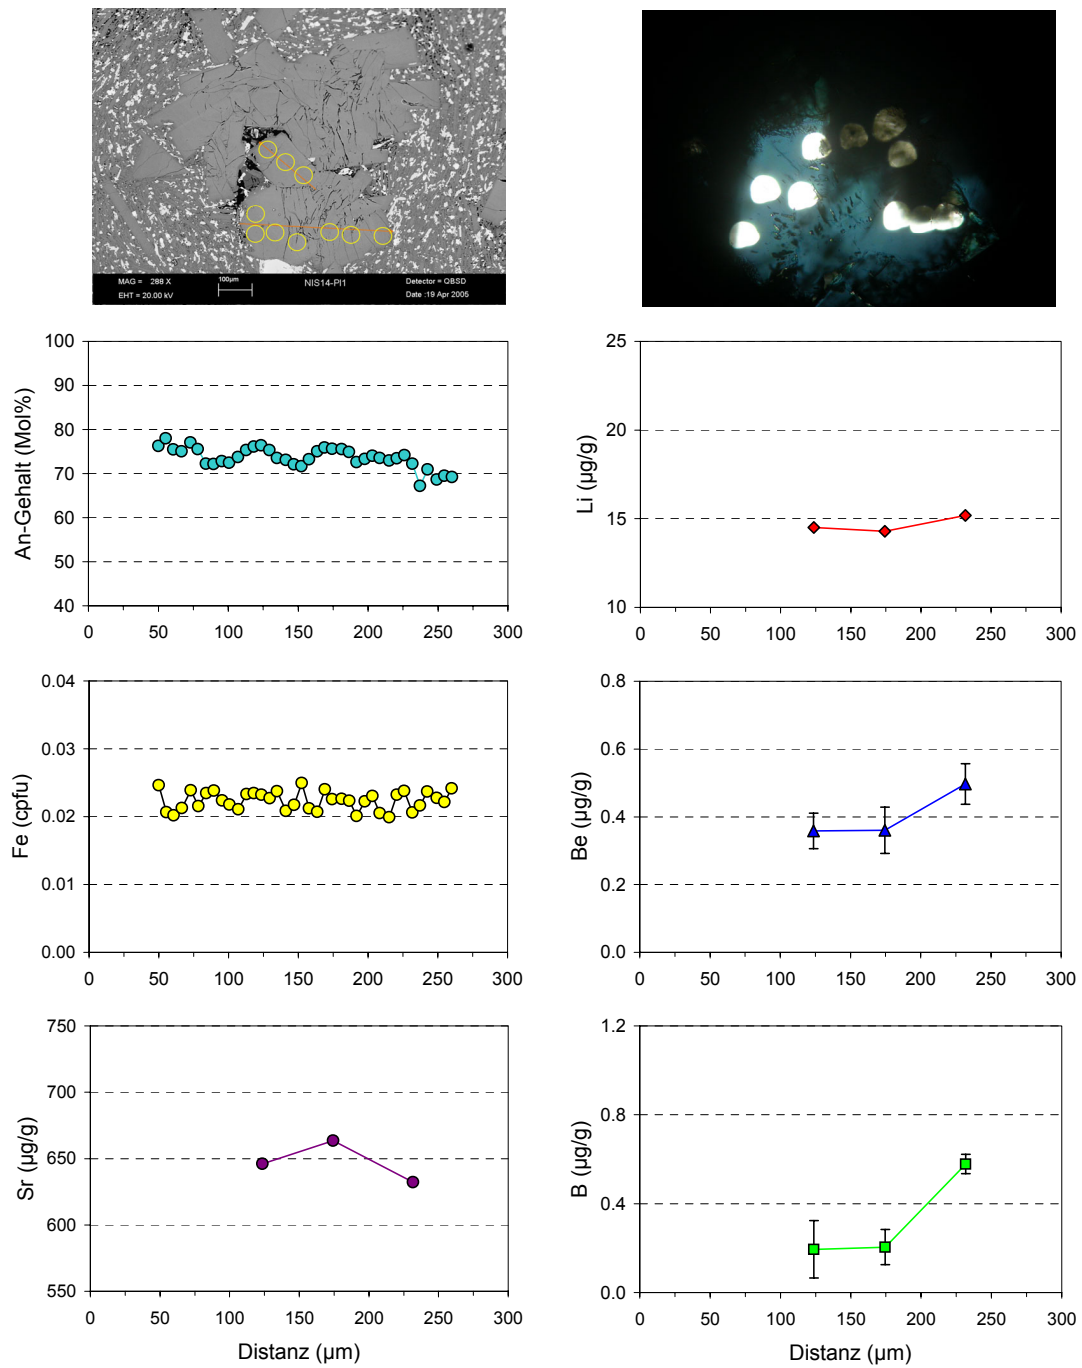 MAG = 288 X
100µm
Detector = QBSD
EHT = 20.00 kV
NIS14-Pl1
Date :19 Apr 2005
An-Gehalt (Mol%)
100
90
80
70
60
50
40
0 50 100 150 200 250 300
Li (µg/g)
25
20
15
10
0 50 100 150 200 250 300
Fe (cpfu)
0.04
0.03
0.02
0.01
0.00
0 50 100 150 200 250 300
Be (µg/g)
0.8
0.6
0.4
0.2
0.0
0 50 100 150 200 250 300
Sr (µg/g)
750
700
650
600
550
0 50 100 150 200 250 300
Distanz (µm)
B (µg/g)
1.2
0.8
0.4
0.0
0 50 100 150 200 250 300
Distanz (µm)